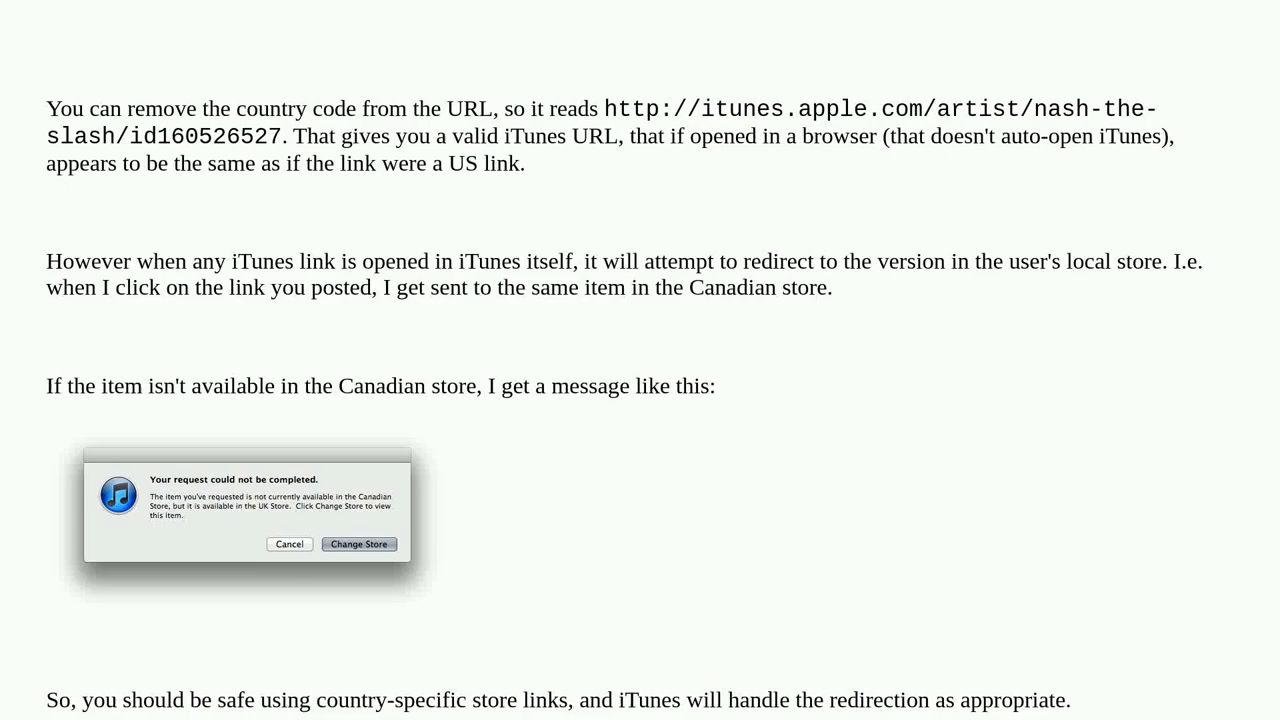 You can remove the country code from the URL, so it reads http://itunes.apple.com/artist/nash-the-
slash/id160526527. That gives you a valid iTunes URL, that if opened in a browser (that doesn't auto-open iTunes),
appears to be the same as if the link were a US link.
However when any iTunes link is opened in iTunes itself, it will attempt to redirect to the version in the user's local store. I.e.
when I click on the link you posted, I get sent to the same item in the Canadian store.
If the item isn't available in the Canadian store, I get a message like this:
Your request could not be completed.
The item you've requested is not currently available in the Canadian
Store, but it is available in the UK Store. Click Change Store to view
this item.
Cancel Change Store
So, you should be safe using country-specific store links, and iTunes will handle the redirection as appropriate.